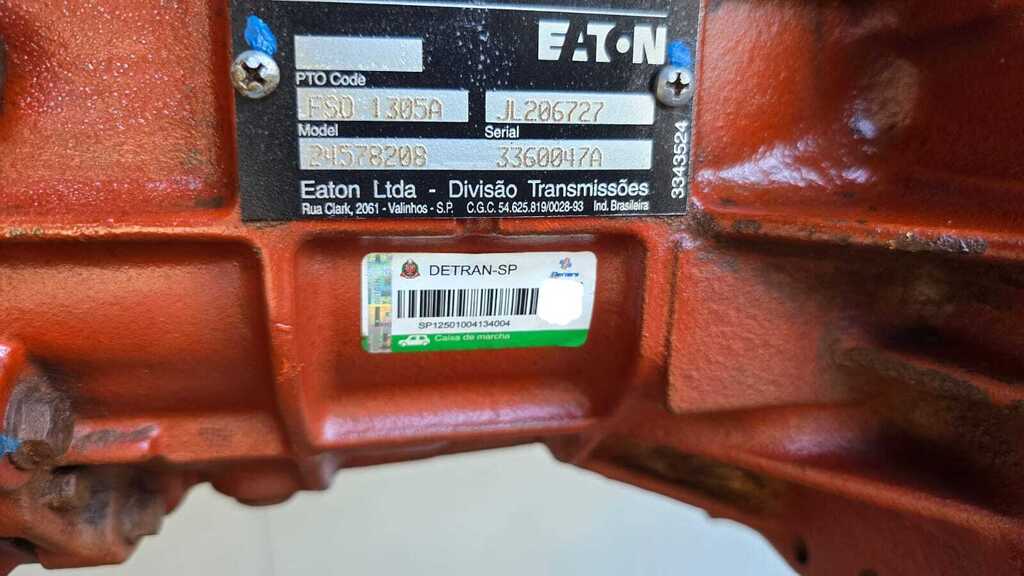 EATON
PTO Code
FSO 1305A JL206727
Model Serial
24578208 3360047A
Eaton Ltda - Divisão Transmissões
Rua Clark, 2061 - Valinhos - S.P. C.G.C. 54.625.819/0028-93 Ind. Brasileira
3343524
DETRAN-SP
SP12501004134004
Caixa de marcha